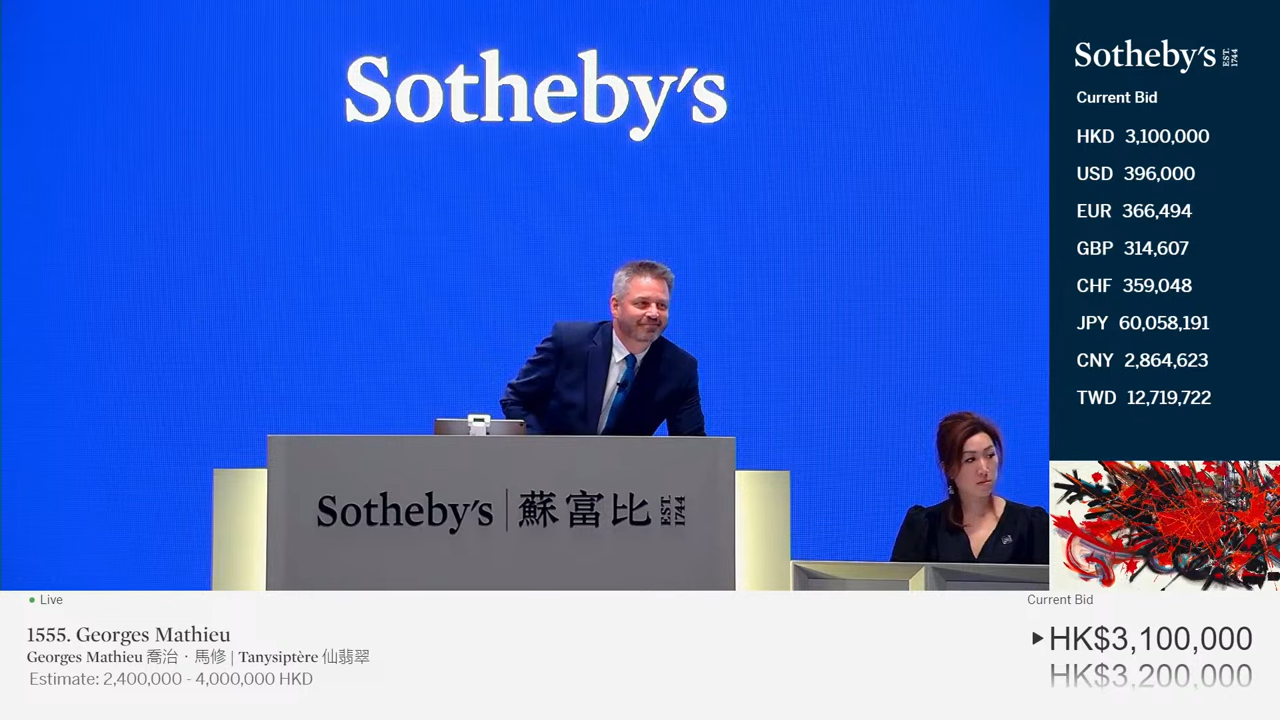 Sotheby's
Sotheby's EST. 1744
Current Bid
HKD 3,100,000
USD 396,000
EUR 366,494
GBP 314,607
CHF 359,048
JPY 60,058,191
CNY 2,864,623
TWD 12,719,722
Sotheby's | 蘇富比 EST. 1744
Live
1555. Georges Mathieu
Georges Mathieu 喬治・馬修 | Tanysiptère 仙翡翠
Estimate: 2,400,000 - 4,000,000 HKD
Current Bid
HK$3,100,000
HK$3,200,000